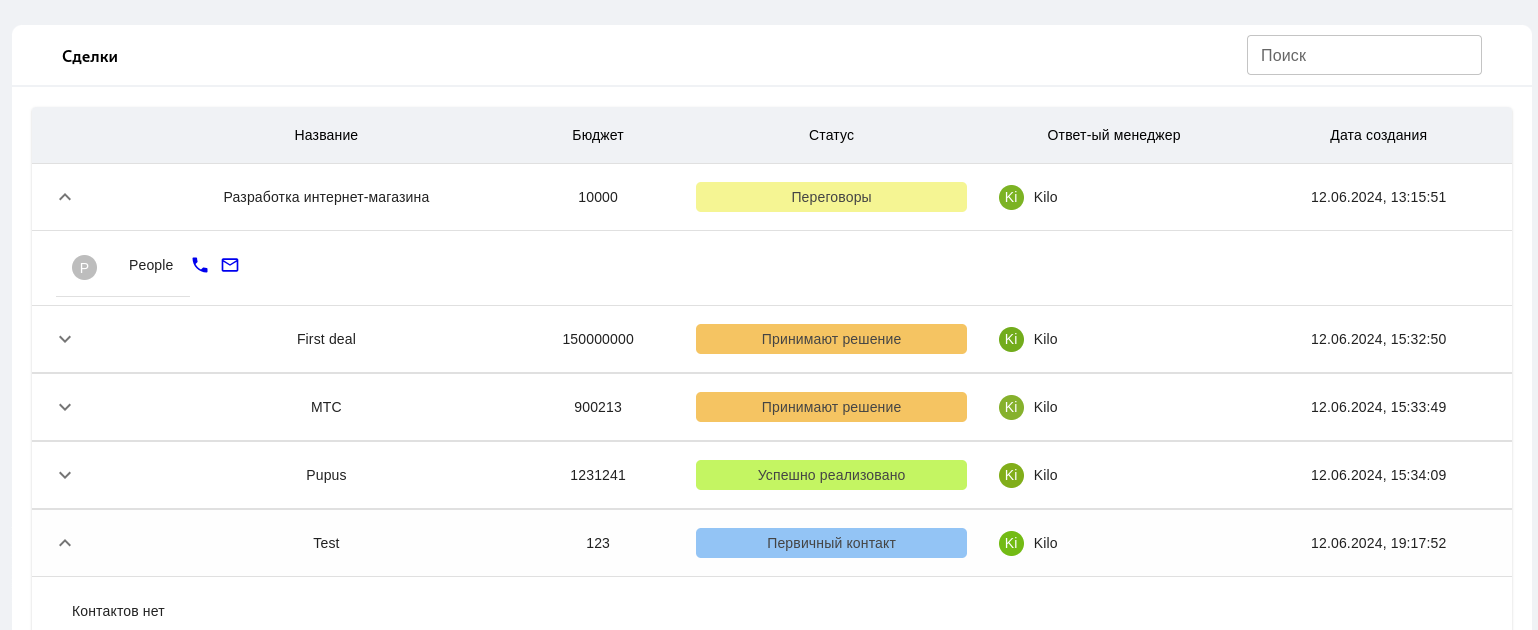 Сделки
Поиск
Название Бюджет Статус Ответ-ый менеджер Дата создания
Разработка интернет-магазина 10000 Переговоры Ki Kilo 12.06.2024, 13:15:51
P People
First deal 150000000 Принимают решение Ki Kilo 12.06.2024, 15:32:50
МТС 900213 Принимают решение Ki Kilo 12.06.2024, 15:33:49
Pupus 1231241 Успешно реализовано Ki Kilo 12.06.2024, 15:34:09
Test 123 Первичный контакт Ki Kilo 12.06.2024, 19:17:52
Контактов нет